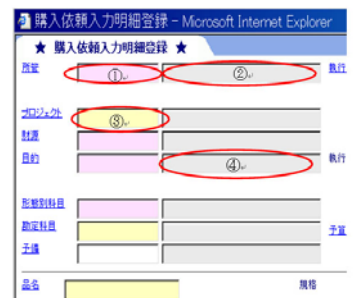 購入依頼入力明細登録 - Microsoft Internet Explorer
★ 購入依頼入力明細登録 ★
所管 ① ② 執行
プロジェクト ③
財源
目的 ④ 執行
形態別科目
勘定科目 予算
予備
品名 規格